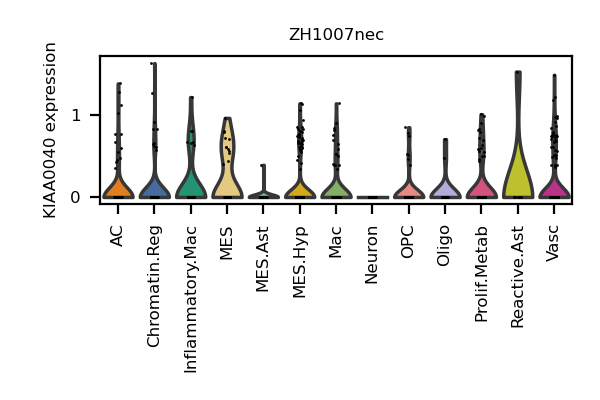 ZH1007nec
KIAA0040 expression
1
0
AC
Chromatin.Reg
Inflammatory.Mac
MES
MES.Ast
MES.Hyp
Mac
Neuron
OPC
Oligo
Prolif.Metab
Reactive.Ast
Vasc